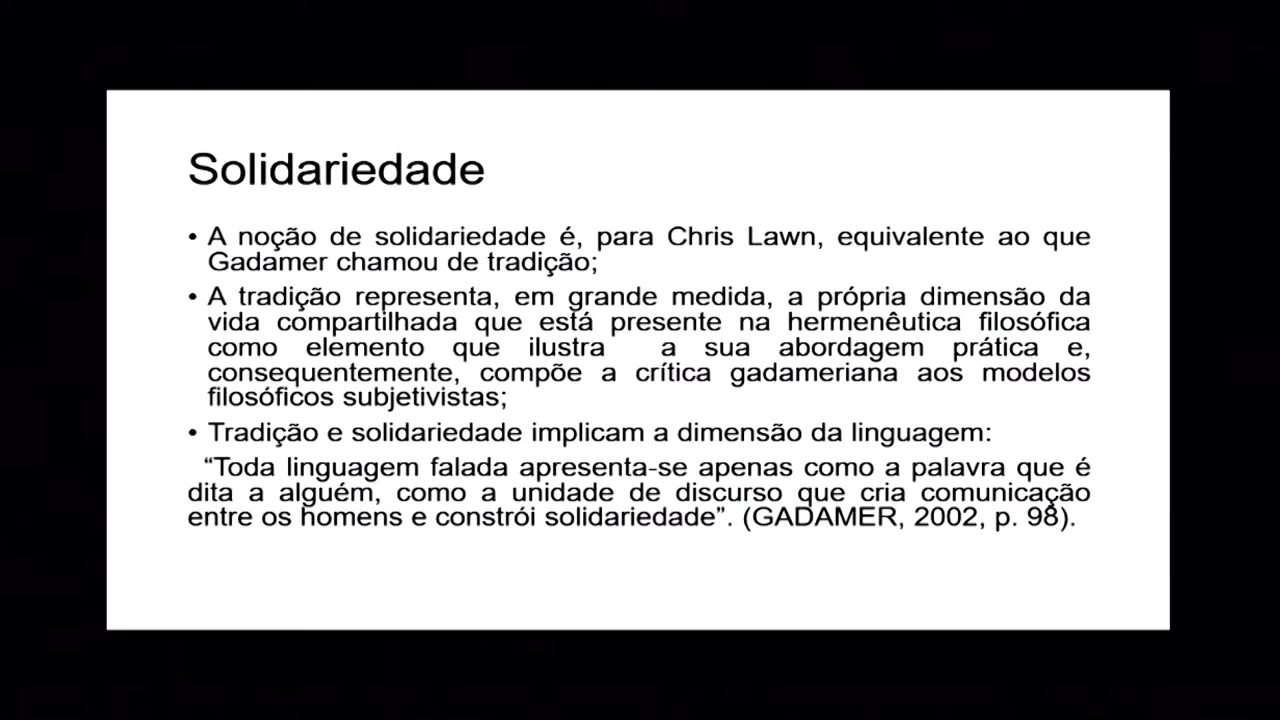 Solidariedade
• A noção de solidariedade é, para Chris Lawn, equivalente ao que
Gadamer chamou de tradição;
• A tradição representa, em grande medida, a própria dimensão da
vida compartilhada que está presente na hermenêutica filosófica
como elemento que ilustra a sua abordagem prática e,
consequentemente, compõe a crítica gadameriana aos modelos
filosóficos subjetivistas;
• Tradição e solidariedade implicam a dimensão da linguagem:
“Toda linguagem falada apresenta-se apenas como a palavra que é
dita a alguém, como a unidade de discurso que cria comunicação
entre os homens e constrói solidariedade”. (GADAMER, 2002, p. 98).